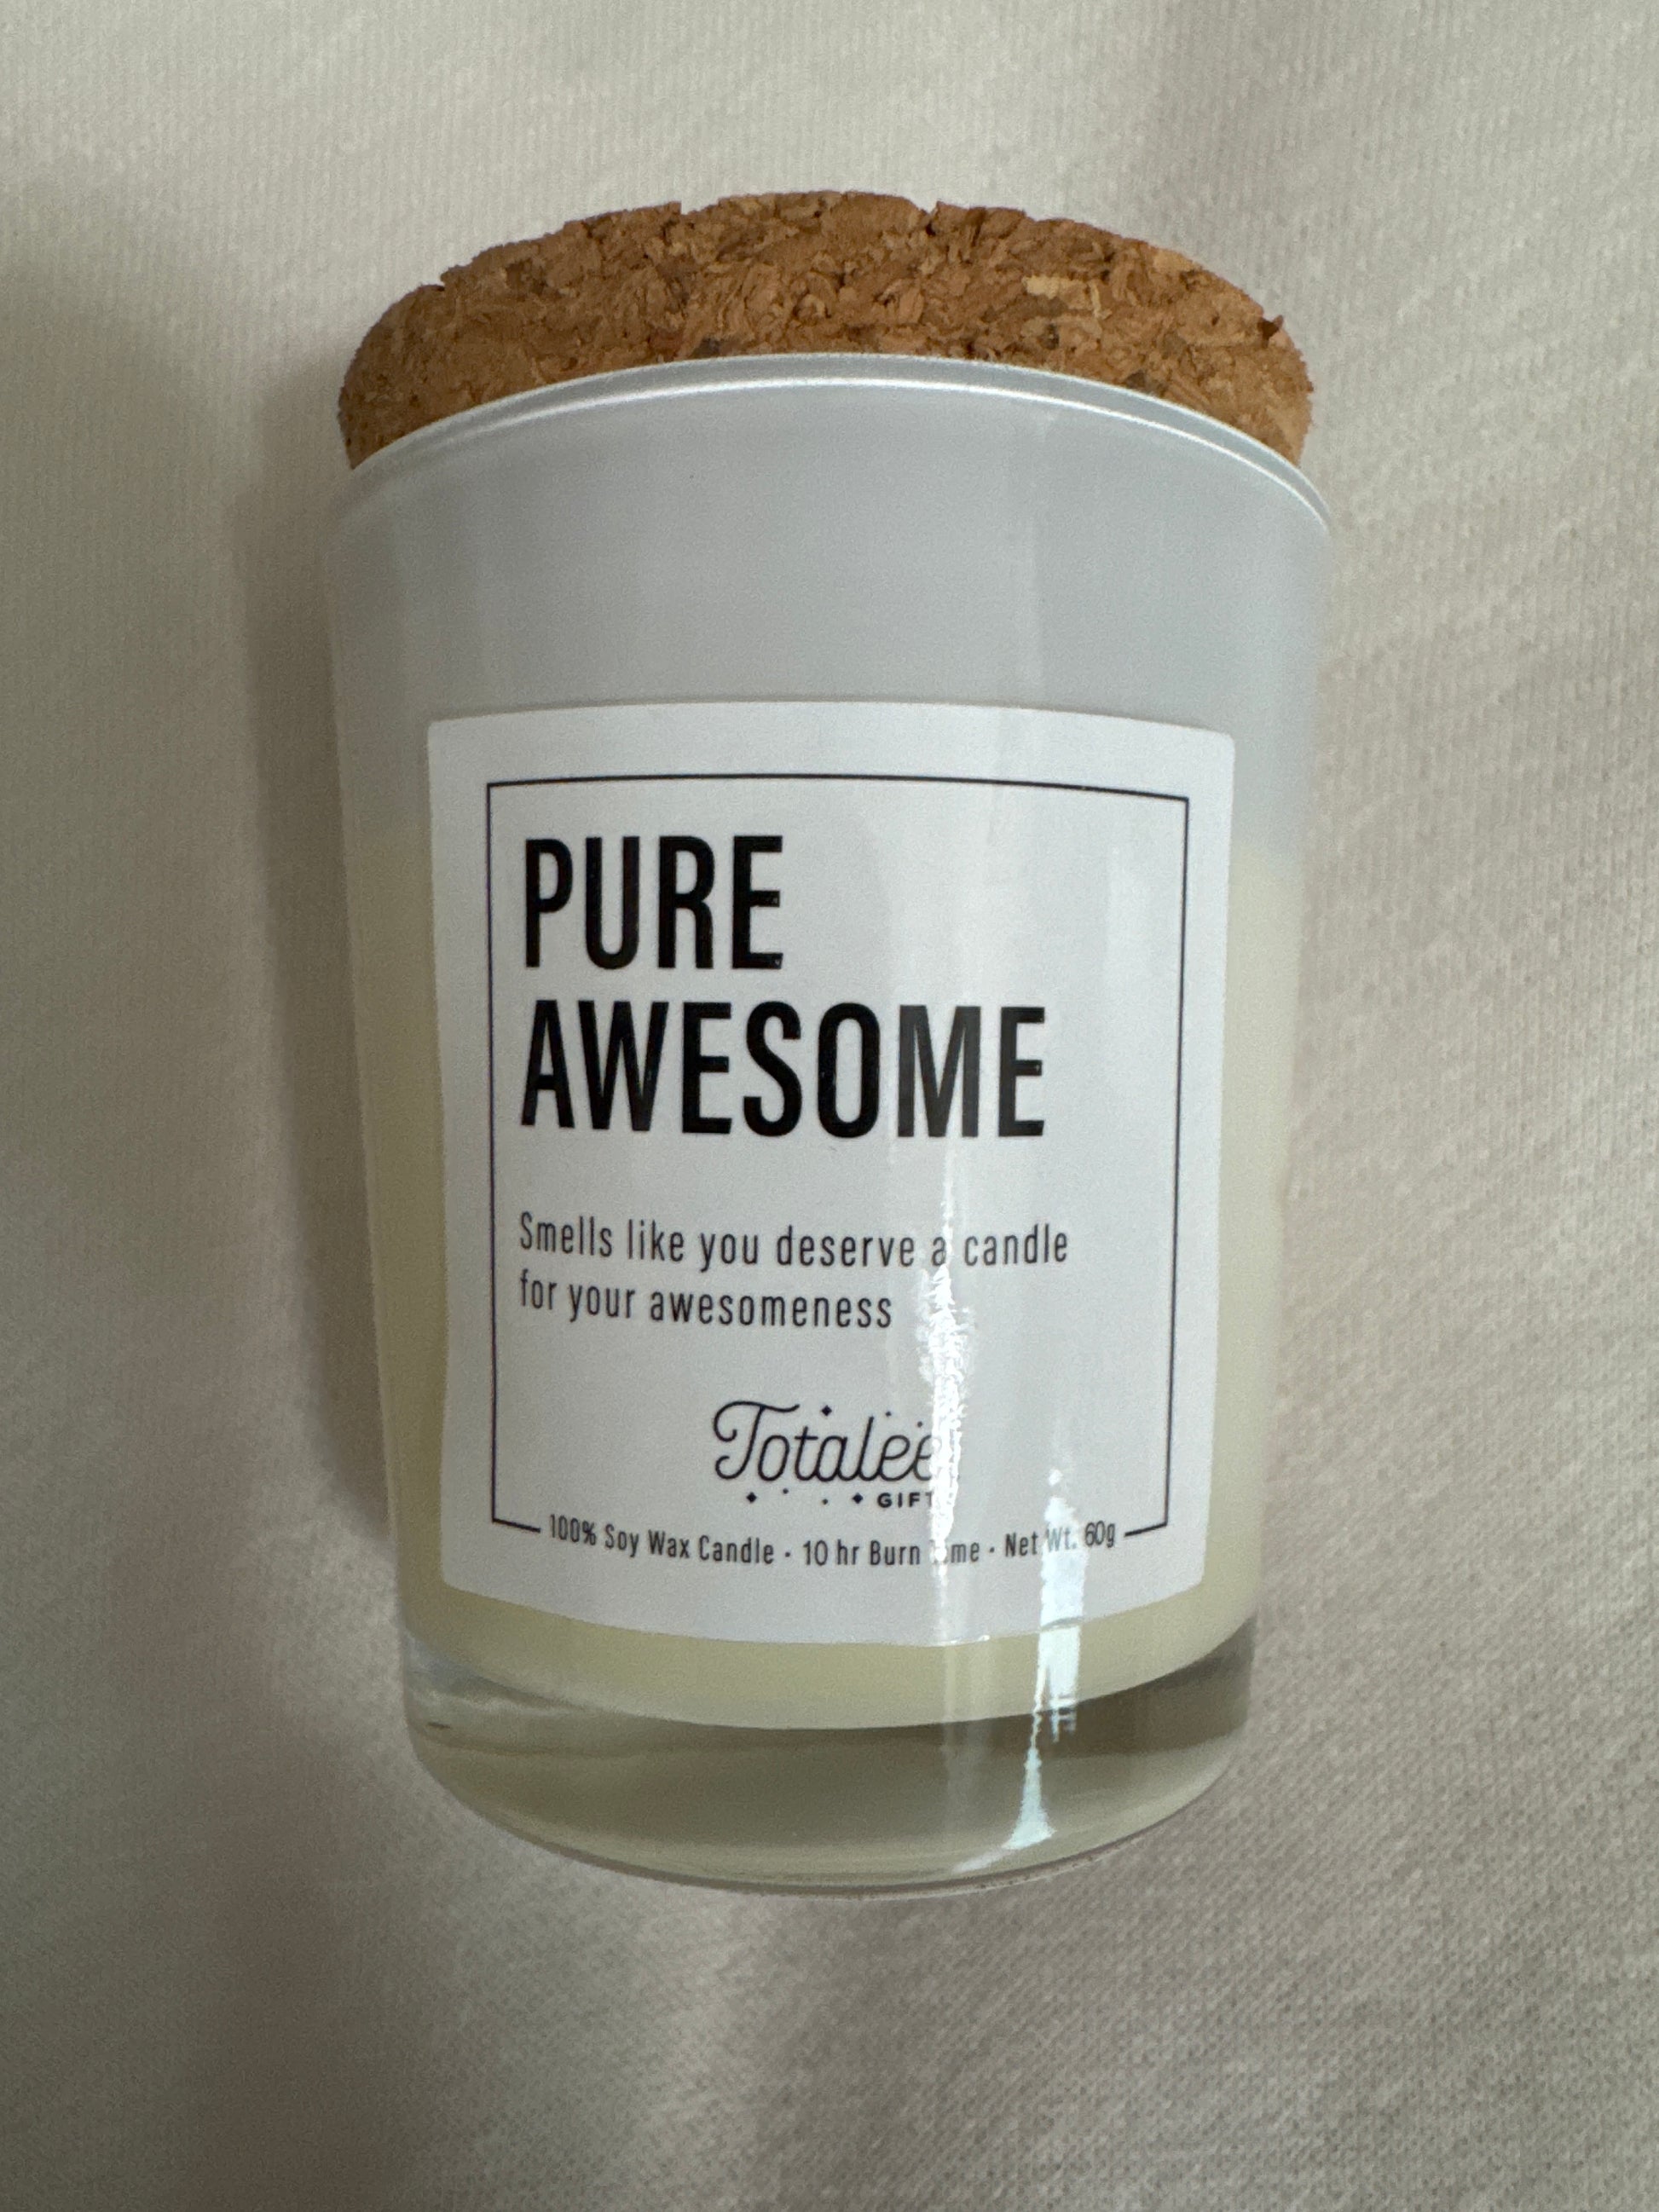 PURE
AWESOME
Smells like you deserve a candle
for your awesomeness
Totalee
100% Soy Wax Candle · 10 hr Burn · Net Wt. 60g